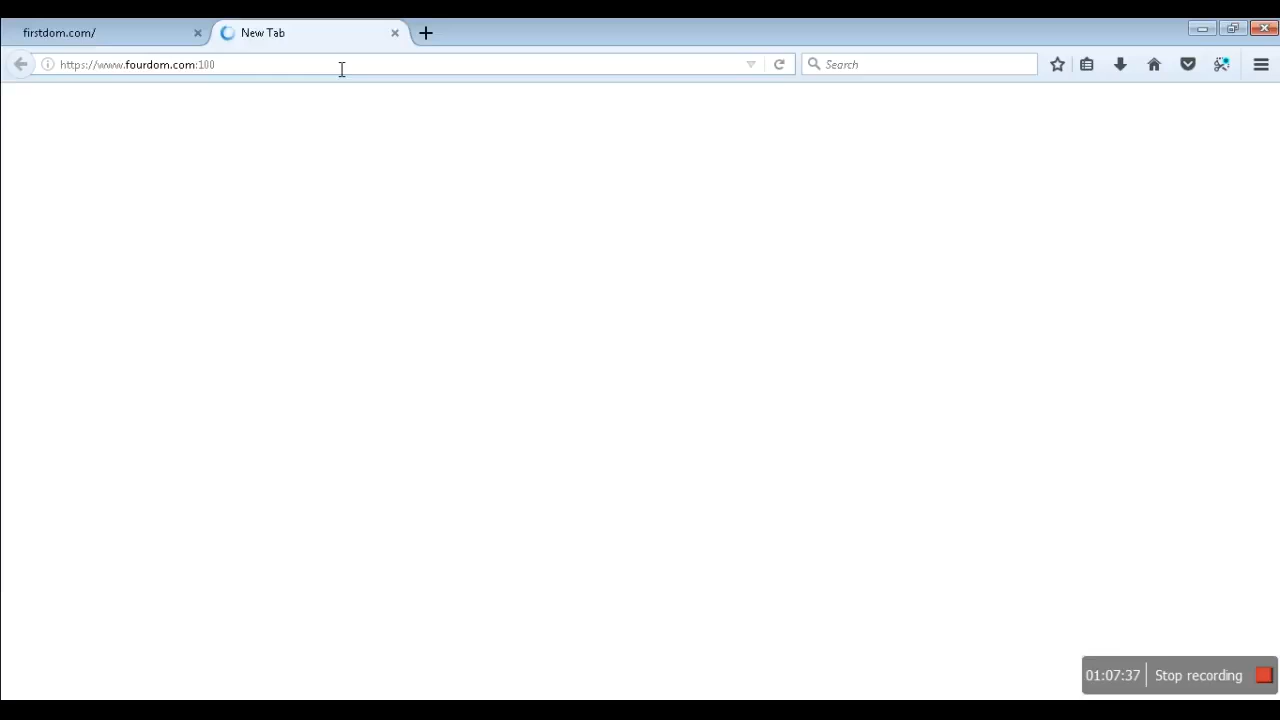 firstdom.com/
New Tab
https://www.fourdom.com:100
Search
01:07:37
Stop recording